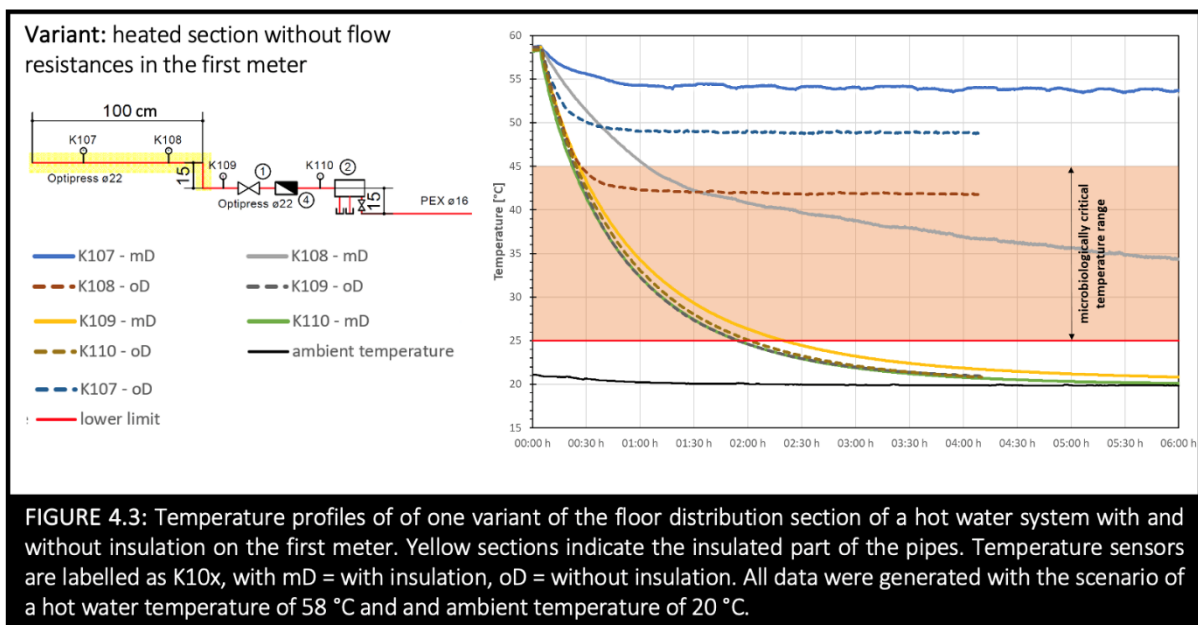 Variant: heated section without flow
resistances in the first meter
100 cm
K107
K108
Optipress ø22
15
K109
1
4
K110
2
Optipress ø22
15
PEX ø16
K107 - mD
K108 - mD
K108 - oD
K109 - oD
K109 - mD
K110 - mD
K110 - oD
ambient temperature
K107 - oD
lower limit
Temperature [°C]
60
55
50
45
40
35
30
25
20
15
microbiologically critical
temperature range
00:00 h 00:30 h 01:00 h 01:30 h 02:00 h 02:30 h 03:00 h 03:30 h 04:00 h 04:30 h 05:00 h 05:30 h 06:00 h
FIGURE 4.3: Temperature profiles of of one variant of the floor distribution section of a hot water system with and
without insulation on the first meter. Yellow sections indicate the insulated part of the pipes. Temperature sensors
are labelled as K10x, with mD = with insulation, oD = without insulation. All data were generated with the scenario of
a hot water temperature of 58 °C and and ambient temperature of 20 °C.